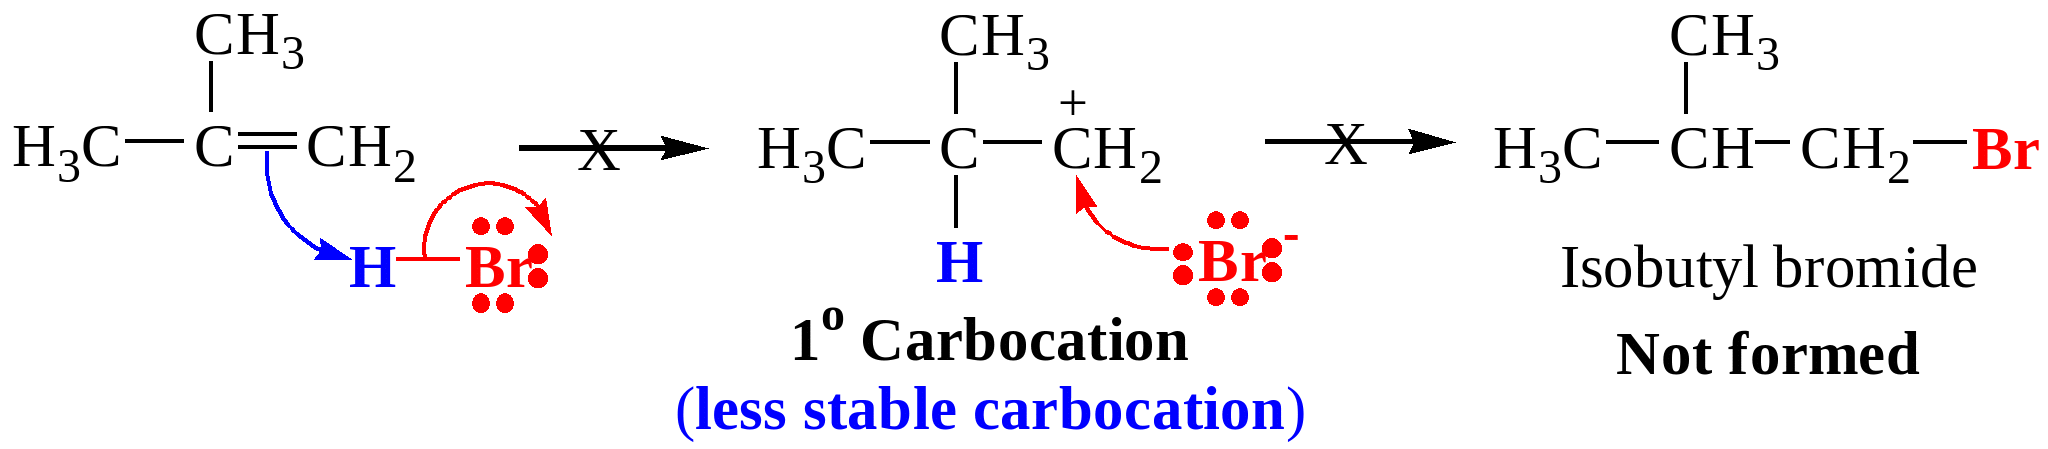 CH₃ CH₃ CH₃
H₃C C CH₂ X H₃C C + CH₂ X H₃C CH CH₂ Br
H Br H Br - Isobutyl bromide
1º Carbocation Not formed
(less stable carbocation)